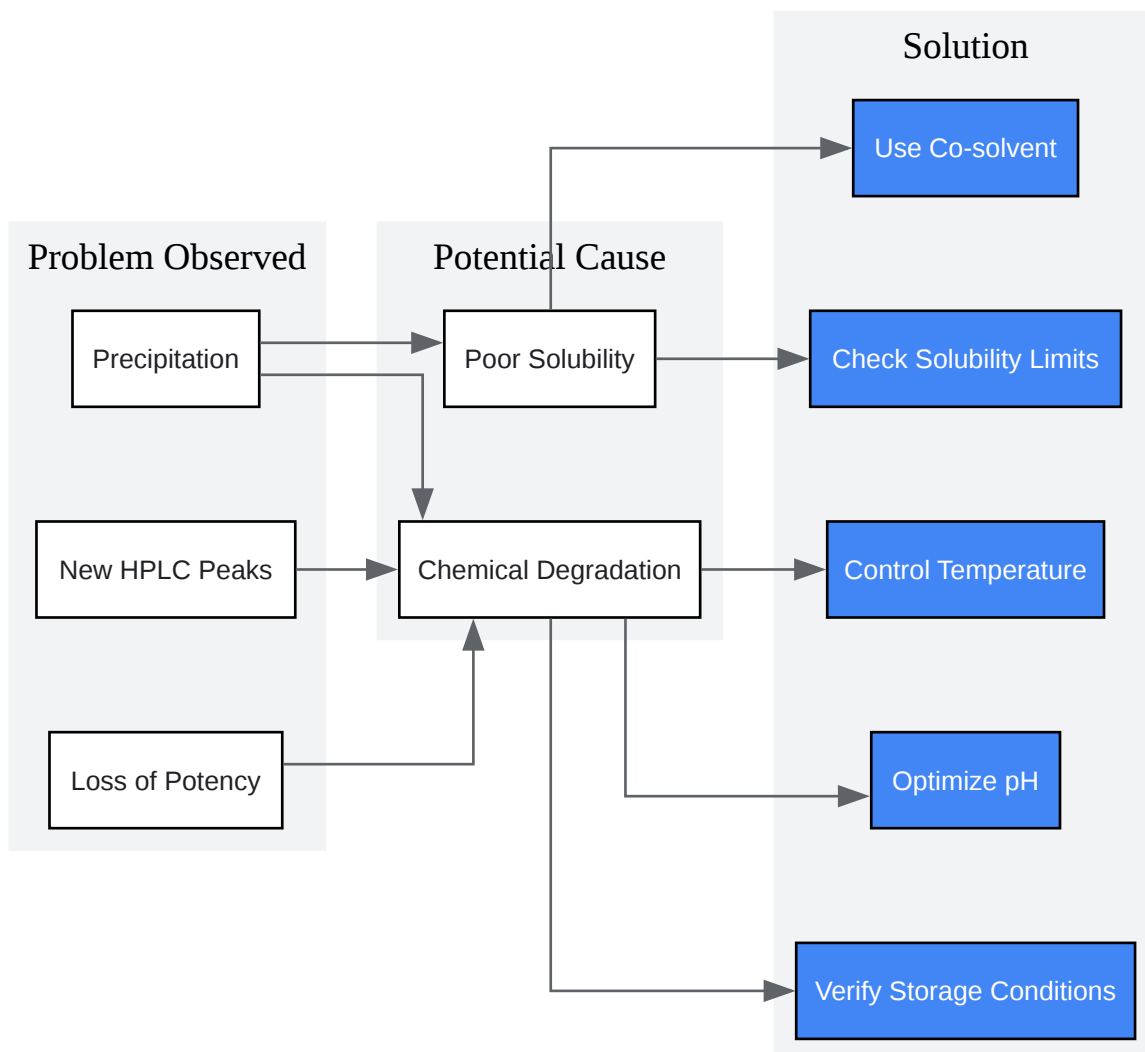 Solution
Use Co-solvent
Problem Observed
Potential Cause
Precipitation
Poor Solubility
Check Solubility Limits
New HPLC Peaks
Chemical Degradation
Control Temperature
Loss of Potency
Optimize pH
Verify Storage Conditions